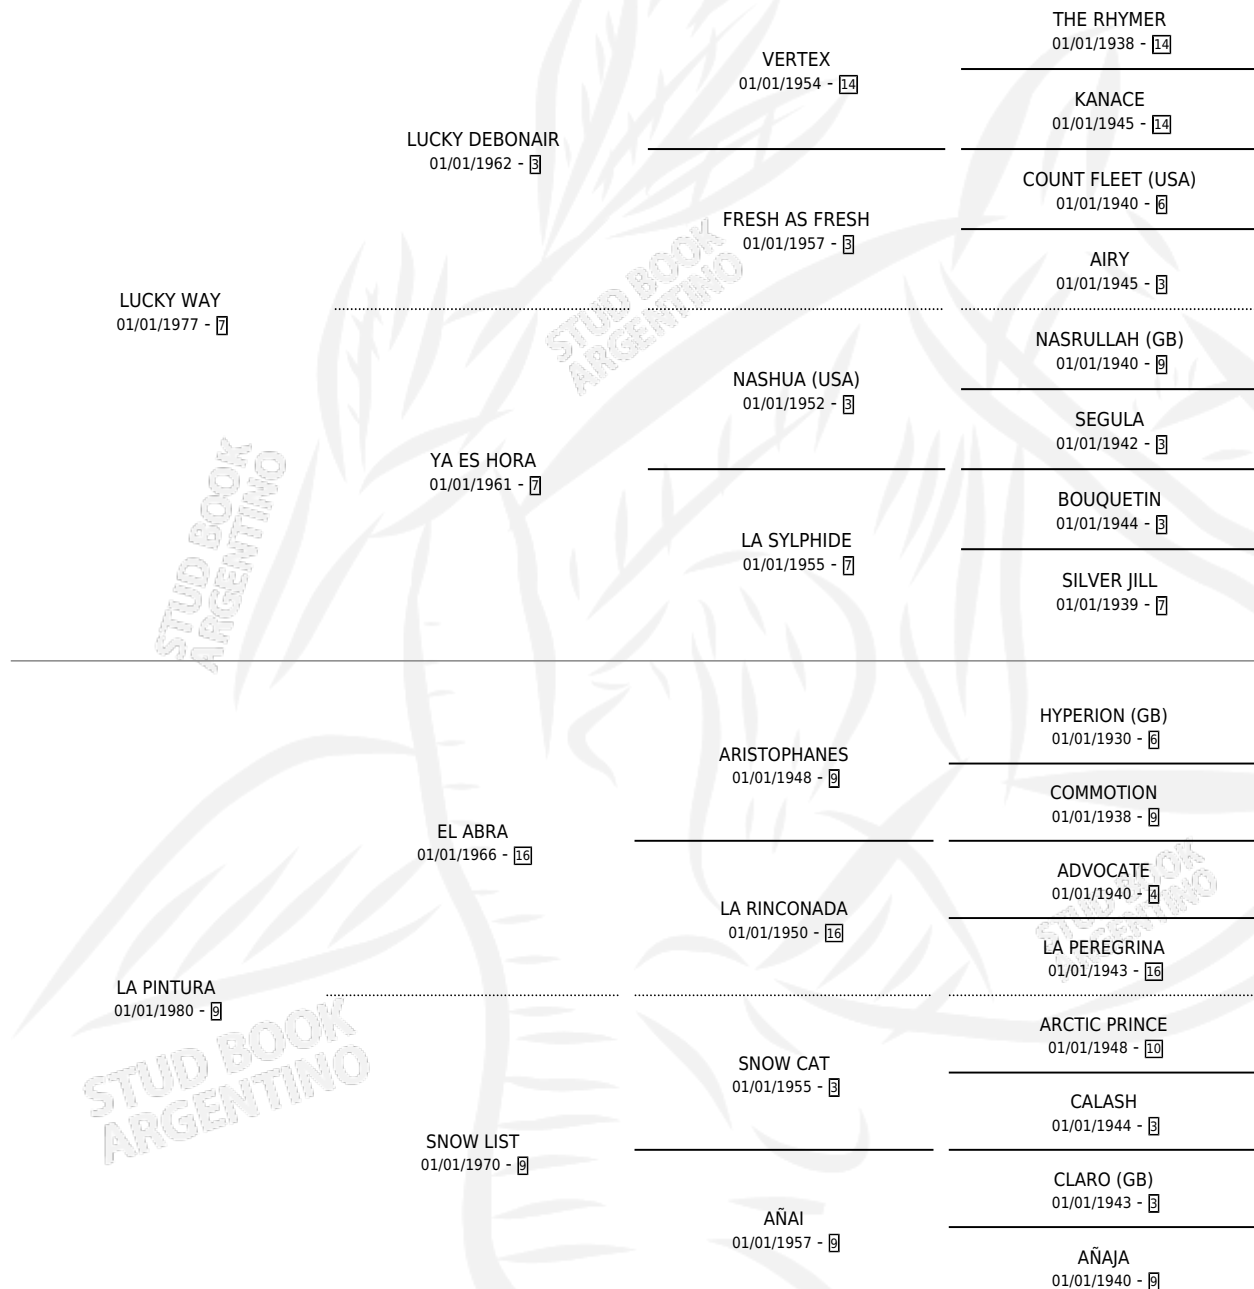 THE RHYMER
01/01/1938 - 14
VERTEX
01/01/1954 - 14
KANACE
01/01/1945 - 14
LUCKY DEBONAIR
01/01/1962 - 3
COUNT FLEET (USA)
01/01/1940 - 6
FRESH AS FRESH
01/01/1957 - 3
AIRY
01/01/1945 - 3
LUCKY WAY
01/01/1977 - 7
NASRULLAH (GB)
01/01/1940 - 9
NASHUA (USA)
01/01/1952 - 3
SEGULA
01/01/1942 - 3
YA ES HORA
01/01/1961 - 7
BOUQUETIN
01/01/1944 - 3
LA SYLPHIDE
01/01/1955 - 7
SILVER JILL
01/01/1939 - 7
HYPERION (GB)
01/01/1930 - 6
ARISTOPHANES
01/01/1948 - 9
COMMOTION
01/01/1938 - 9
EL ABRA
01/01/1966 - 16
ADVOCATE
01/01/1940 - 4
LA RINCONADA
01/01/1950 - 16
LA PEREGRINA
01/01/1943 - 16
LA PINTURA
01/01/1980 - 9
ARCTIC PRINCE
01/01/1948 - 10
SNOW CAT
01/01/1955 - 3
CALASH
01/01/1944 - 3
SNOW LIST
01/01/1970 - 9
CLARO (GB)
01/01/1943 - 3
AÑAI
01/01/1957 - 9
AÑAJA
01/01/1940 - 9
STUD BOOK
ARGENTINO
STUD BOOK
ARGENTINO
STUD BOOK
ARGENTINO
STUD BOOK
ARGENTINO